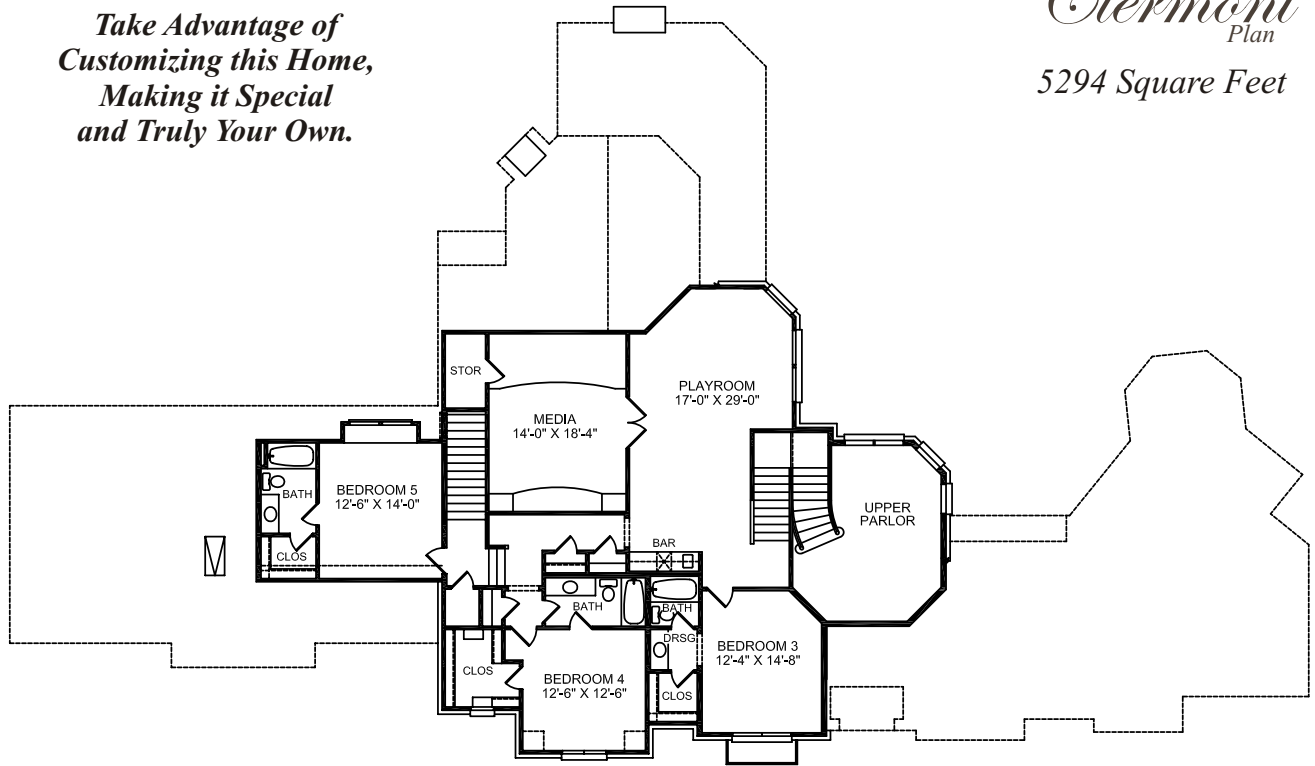 Take Advantage of
Customizing this Home,
Making it Special
and Truly Your Own.
Clermont
Plan
5294 Square Feet
STOR
MEDIA
14'-0" X 18'-4"
PLAYROOM
17'-0" X 29'-0"
BATH
BEDROOM 5
12'-6" X 14'-0"
CLOS
UPPER
PARLOR
BAR
BATH
BATH
DRSG
CLOS
BEDROOM 4
12'-6" X 12'-6"
CLOS
BEDROOM 3
12'-4" X 14'-8"